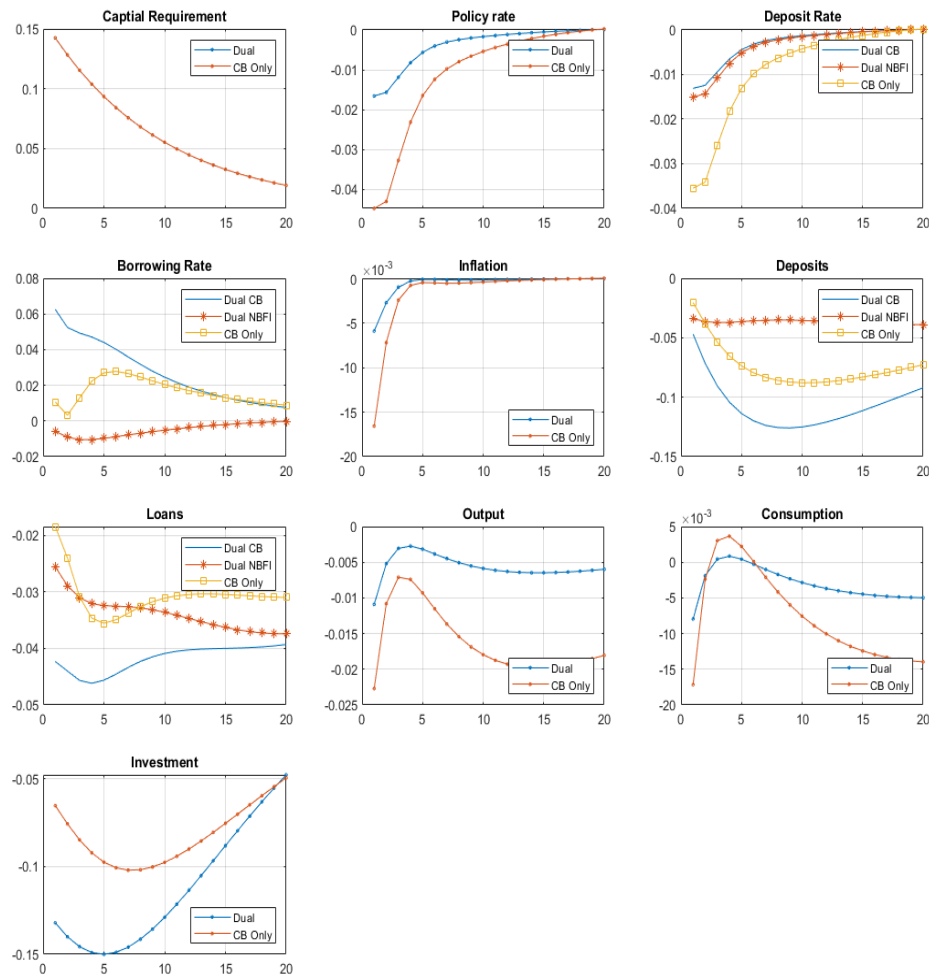 Captial Requirement
0.15
0.1
0.05
0
0 5 10 15 20
Dual
CB Only
Policy rate
0
-0.01
-0.02
-0.03
-0.04
0 5 10 15 20
Dual
CB Only
Deposit Rate
0
-0.01
-0.02
-0.03
-0.04
0 5 10 15 20
Dual CB
Dual NBFI
CB Only
Borrowing Rate
0.08
0.06
0.04
0.02
0
-0.02
0 5 10 15 20
Dual CB
Dual NBFI
CB Only
Inflation
×10-3
0
-5
-10
-15
-20
0 5 10 15 20
Dual
CB Only
Deposits
0
-0.05
-0.1
-0.15
0 5 10 15 20
Dual CB
Dual NBFI
CB Only
Loans
-0.02
-0.03
-0.04
-0.05
0 5 10 15 20
Dual CB
Dual NBFI
CB Only
Output
0
-0.005
-0.01
-0.015
-0.02
-0.025
0 5 10 15 20
Dual
CB Only
Consumption
×10-3
5
0
-5
-10
-15
-20
0 5 10 15 20
Dual
CB Only
Investment
-0.05
-0.1
-0.15
0 5 10 15 20
Dual
CB Only